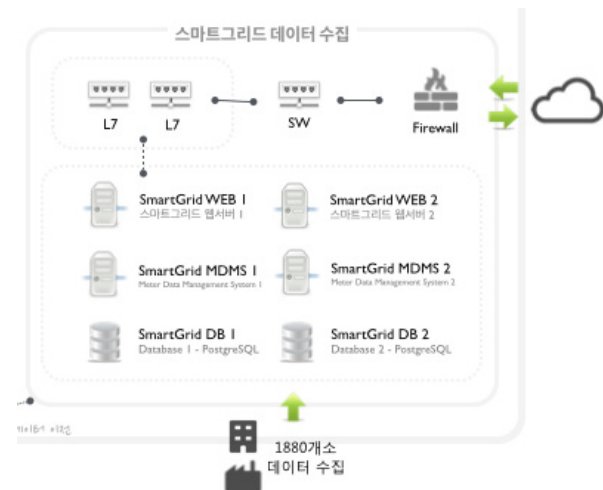 스마트그리드 데이터 수집
L7
L7
SW
Firewall
SmartGrid WEB 1
스마트그리드 웹서버 1
SmartGrid WEB 2
스마트그리드 웹서버 2
SmartGrid MDMS 1
Meter Data Management System 1
SmartGrid MDMS 2
Meter Data Management System 2
SmartGrid DB 1
Database 1 - PostgreSQL
SmartGrid DB 2
Database 2 - PostgreSQL
1880개소
데이터 수집